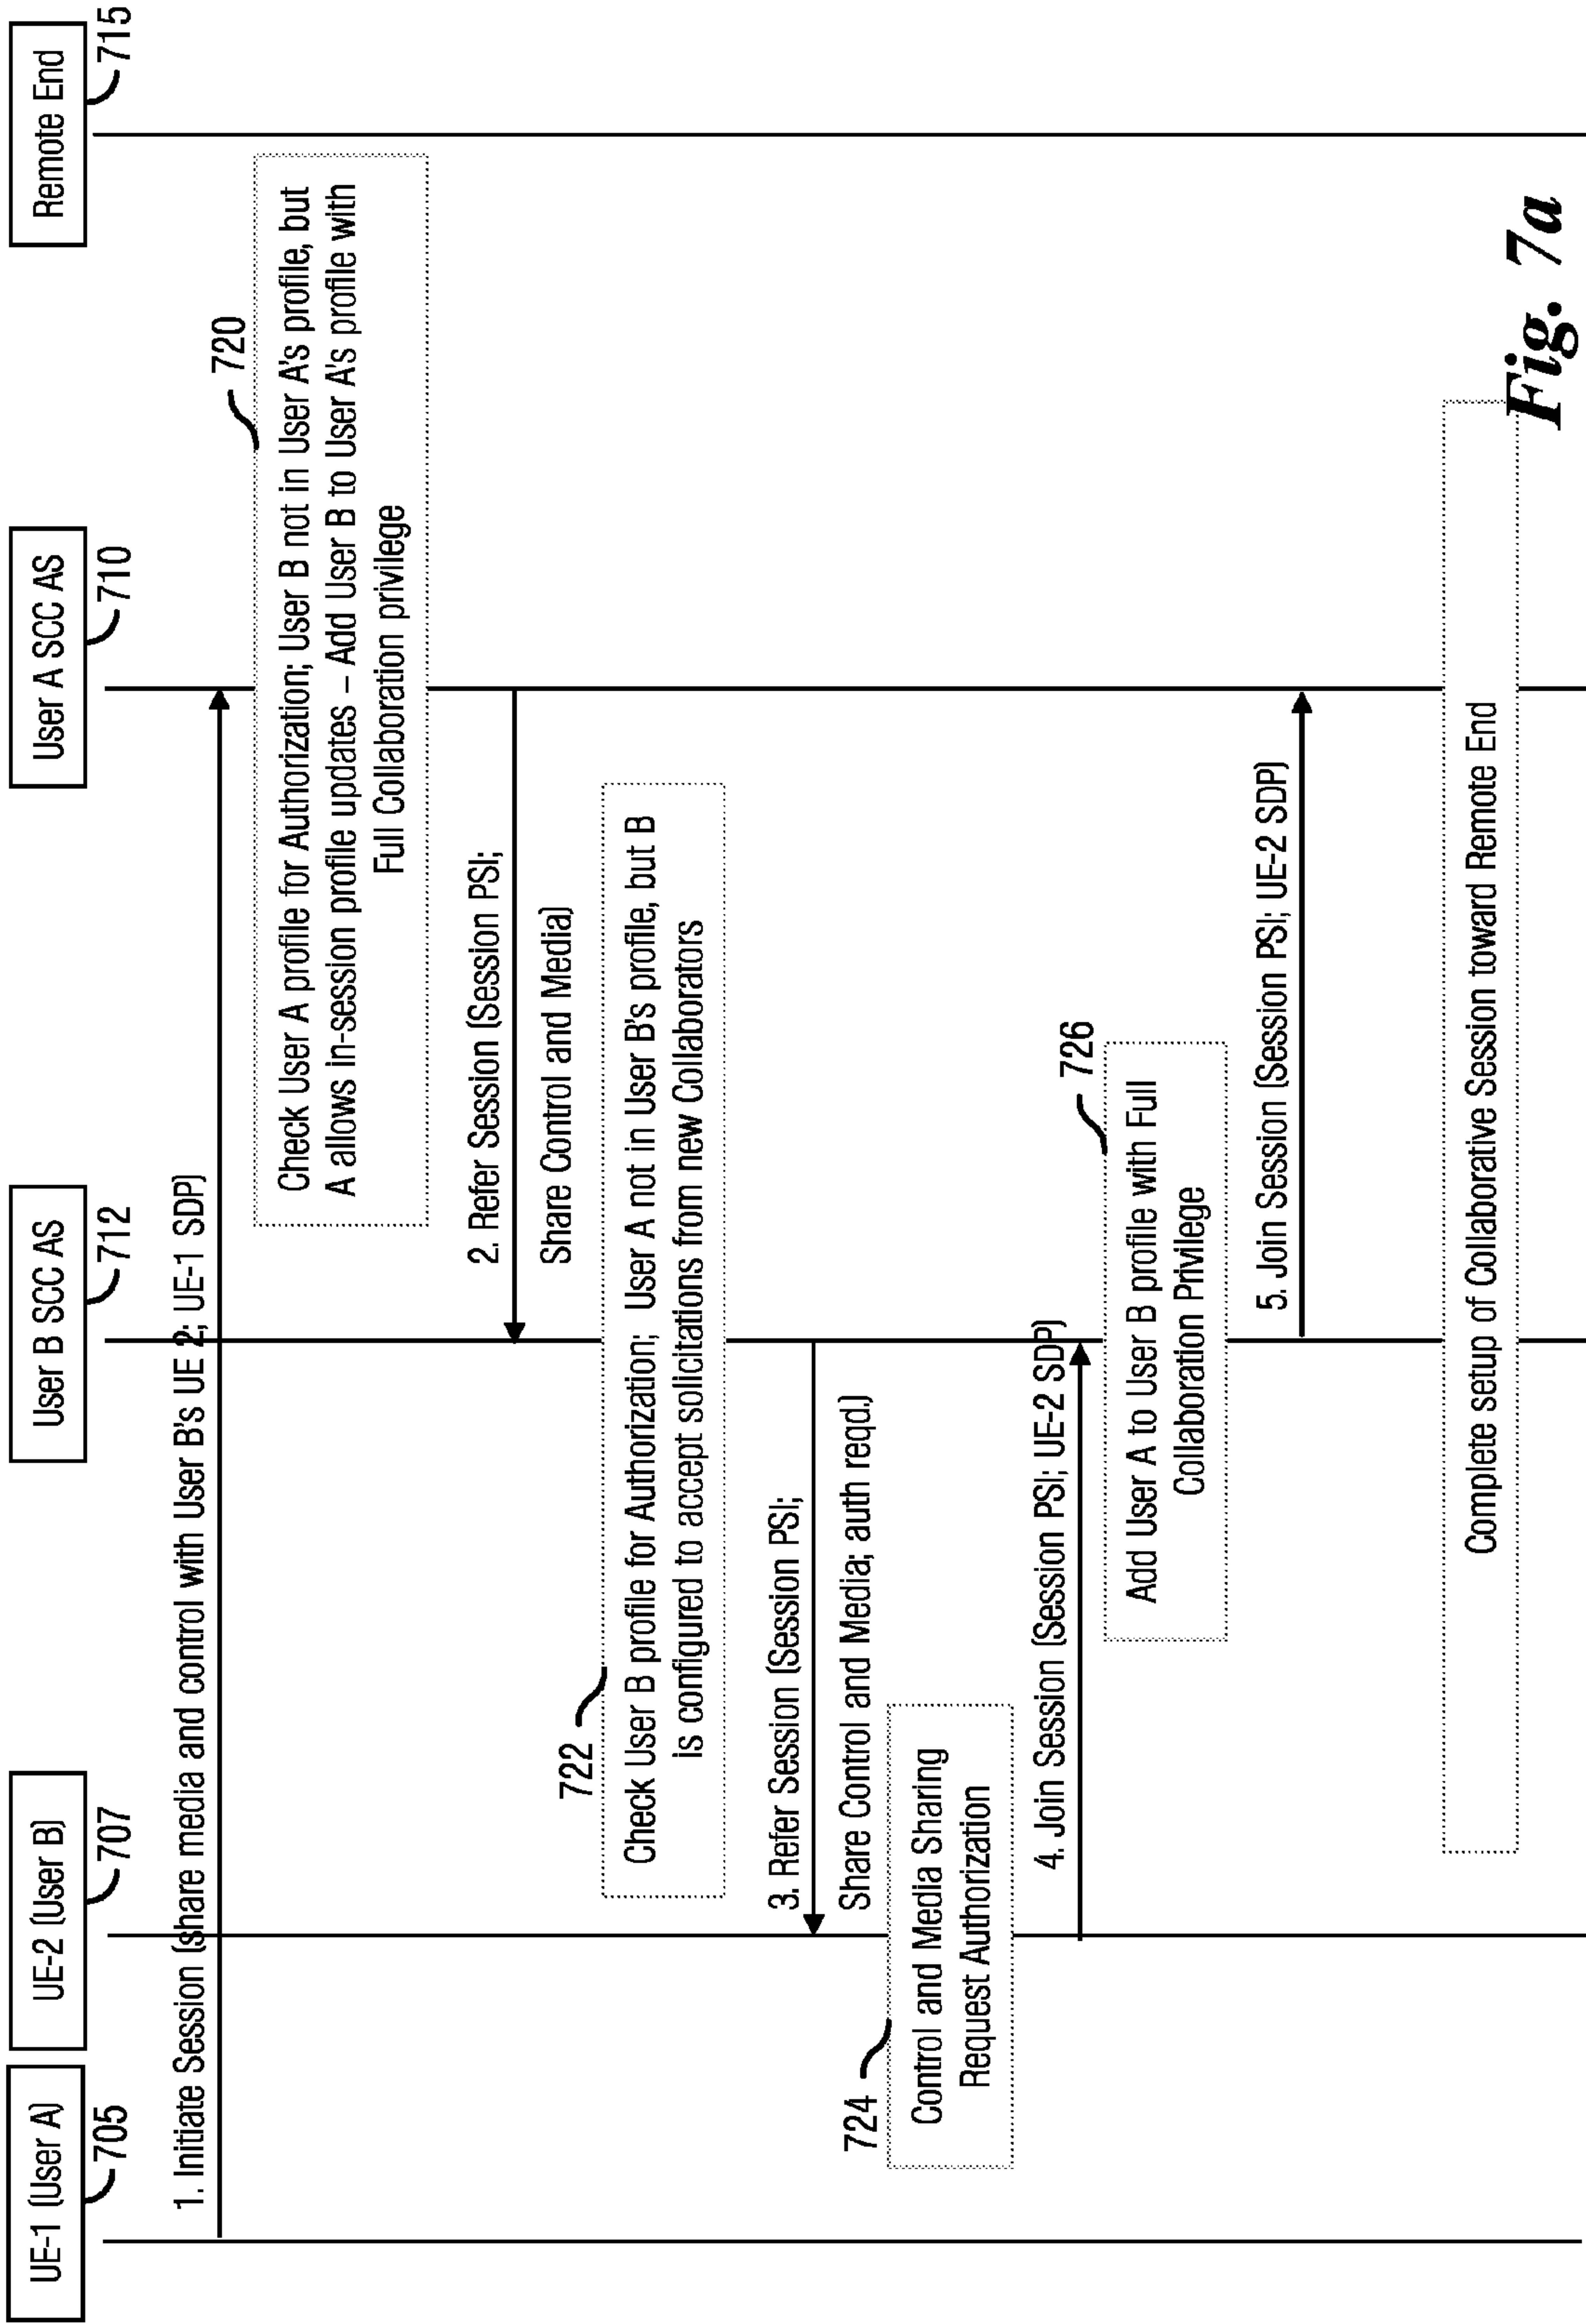 UE-1 (User A)
705
UE-2 (User B)
707
User B SCC AS
712
User A SCC AS
710
Remote End
715
1. Initiate Session (share media and control with User B's UE 2; UE-1 SDP)
720
Check User A profile for Authorization; User B not in User A's profile, but
A allows in-session profile updates – Add User B to User A's profile with
Full Collaboration privilege
2. Refer Session (Session PSI;
Share Control and Media)
722
Check User B profile for Authorization; User A not in User B's profile, but B
is configured to accept solicitations from new Collaborators
3. Refer Session (Session PSI;
Share Control and Media; auth reqd.)
724
Control and Media Sharing
Request Authorization
4. Join Session (Session PSI; UE-2 SDP)
726
Add User A to User B profile with Full
Collaboration Privilege
5. Join Session (Session PSI; UE-2 SDP)
Complete setup of Collaborative Session toward Remote End
Fig. 7a